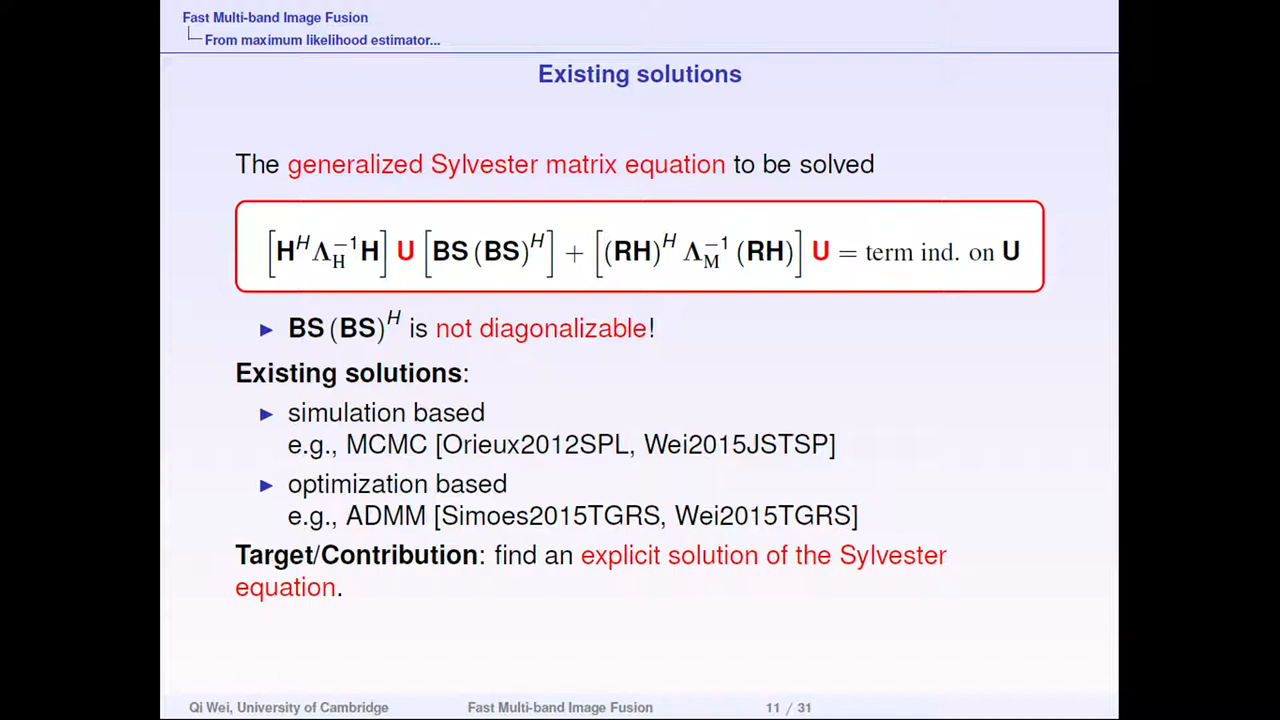 Fast Multi-band Image Fusion
From maximum likelihood estimator...
Existing solutions
The generalized Sylvester matrix equation to be solved
[H^H Λ_H^{-1} H] U [BS (BS)^H] + [(RH)^H Λ_M^{-1} (RH)] U = term ind. on U
► BS (BS)^H is not diagonalizable!
Existing solutions:
► simulation based
e.g., MCMC [Orieux2012SPL, Wei2015JSTSP]
► optimization based
e.g., ADMM [Simoes2015TGRS, Wei2015TGRS]
Target/Contribution: find an explicit solution of the Sylvester
equation.
Qi Wei, University of Cambridge Fast Multi-band Image Fusion 11 / 31